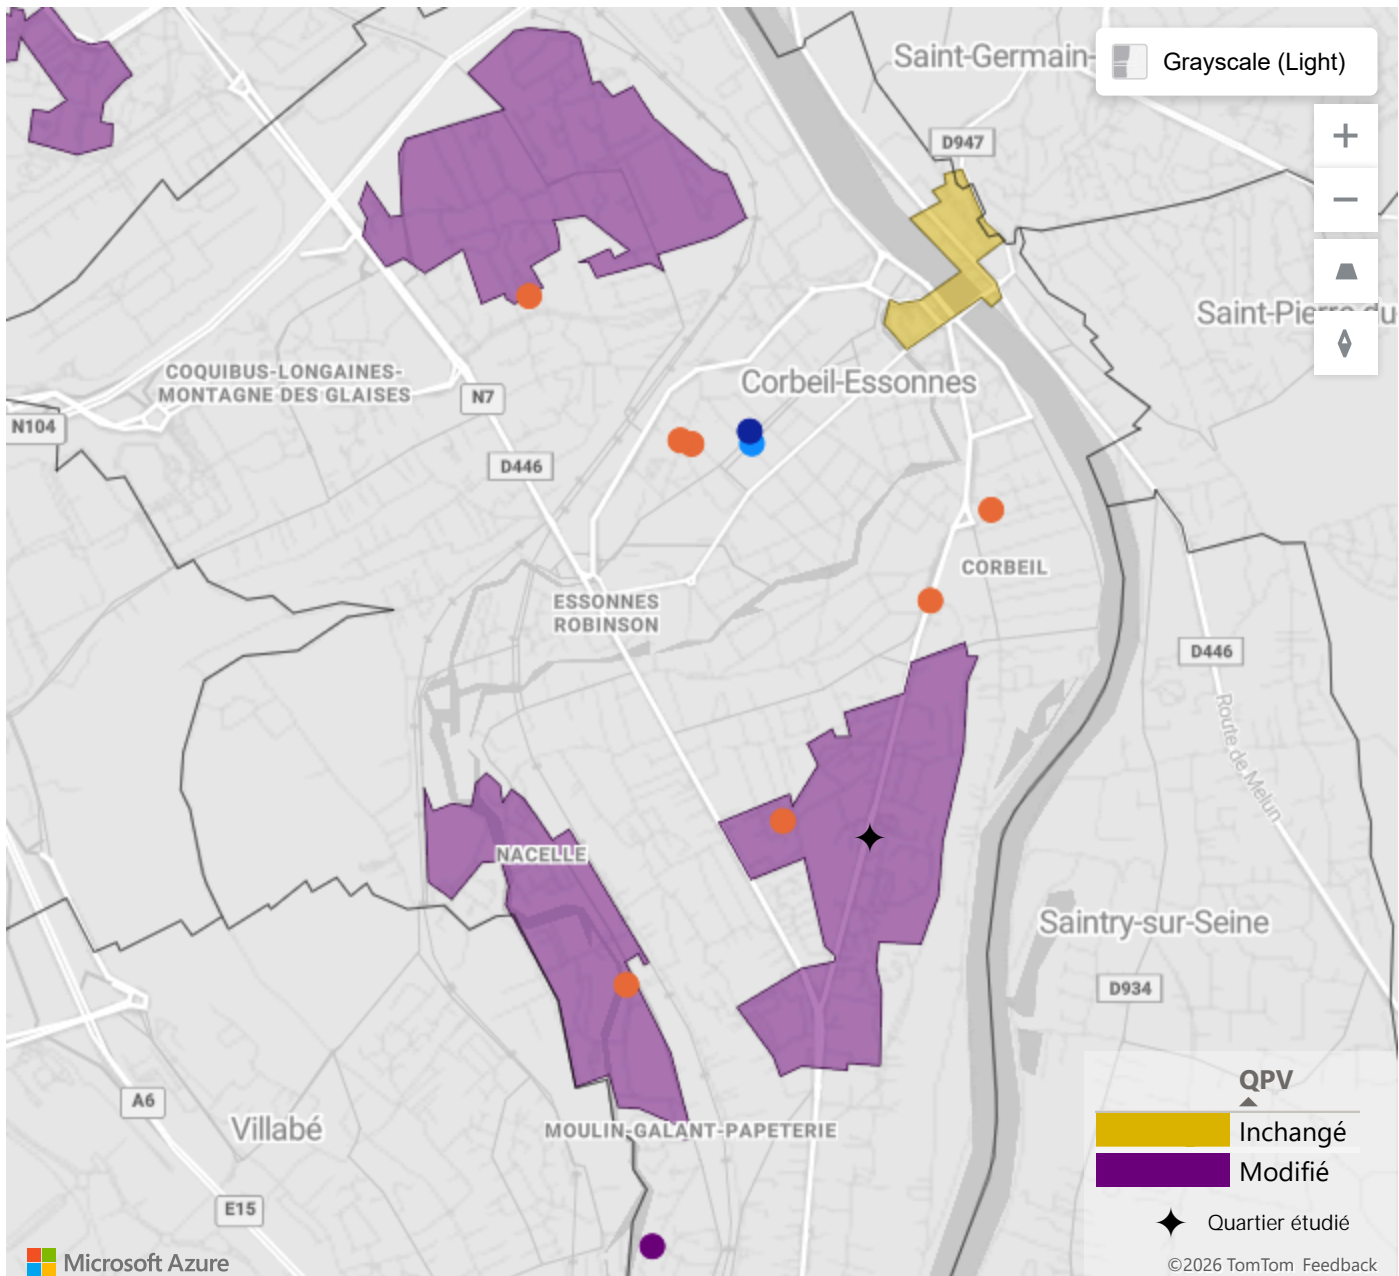 Saint-Germain-
Grayscale (Light)
D947
Saint-Pierre-du-
COQUIBUS-LONGAINES-
MONTAGNE DES GLAISES
Corbeil-Essonnes
N7
N104
D446
CORBEIL
ESSONNES
ROBINSON
D446
Route de Melun
NACELLE
Saintry-sur-Seine
D934
QPV
A6
Villabé
MOULIN-GALANT-PAPETERIE
Inchangé
Modifié
E15
Quartier étudié
Microsoft Azure
©2026 TomTom Feedback